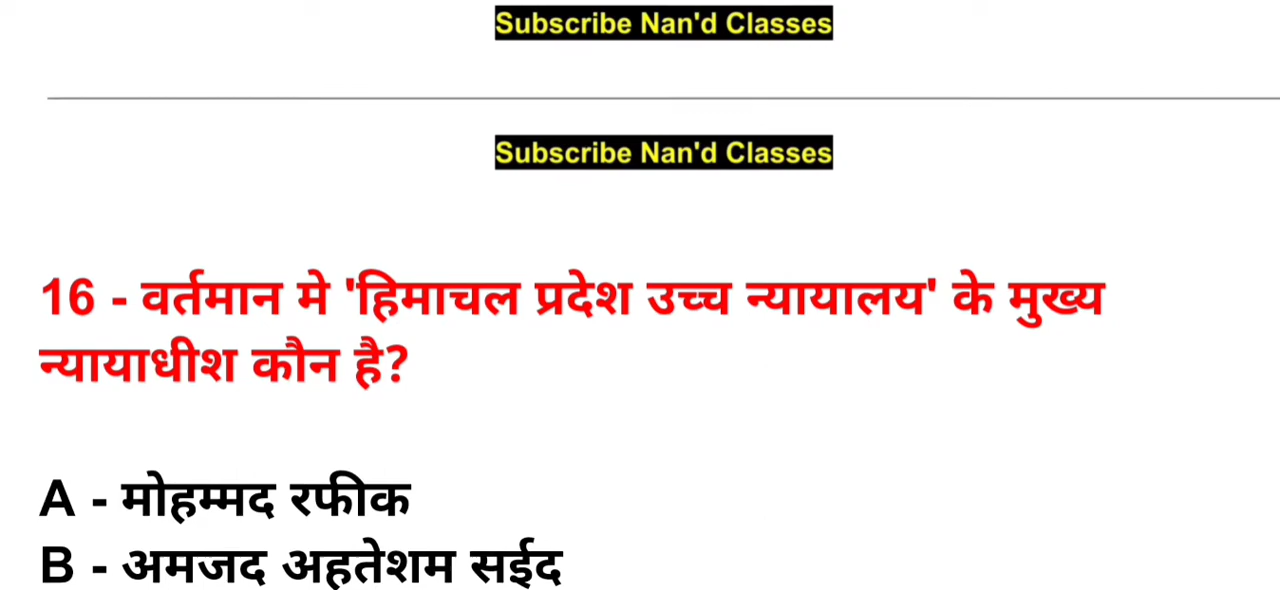 Subscribe Nan'd Classes
Subscribe Nan'd Classes
16 - वर्तमान मे 'हिमाचल प्रदेश उच्च न्यायालय' के मुख्य
न्यायाधीश कौन है?
A - मोहम्मद रफीक
B - अमजद अहतेशम सईद